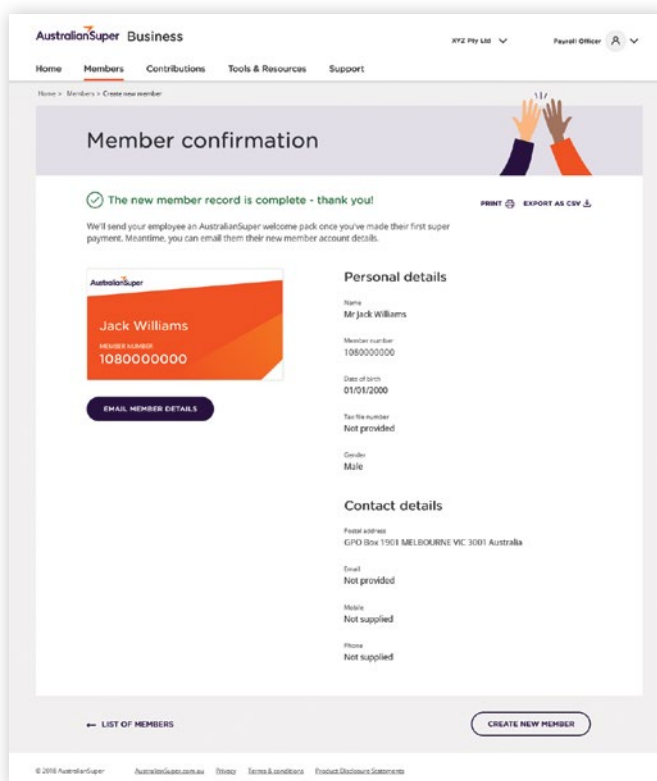 AustralianSuper Business
XYZ Pty Ltd
Payroll Officer
Home Members Contributions Tools & Resources Support
Home > Members > Create new member
Member confirmation
The new member record is complete - thank you!
PRINT EXPORT AS CSV
We'll send your employee an AustralianSuper welcome pack once you've made their first super
payment. Meantime, you can email them their new member account details.
AustralianSuper
Jack Williams
MEMBER NUMBER
1080000000
EMAIL MEMBER DETAILS
Personal details
Name
Mr Jack Williams
Member number
1080000000
Date of birth
01/01/2000
Tax file number
Not provided
Gender
Male
Contact details
Postal address
GPO Box 1901 MELBOURNE VIC 3001 Australia
Email
Not provided
Mobile
Not supplied
Phone
Not supplied
← LIST OF MEMBERS
CREATE NEW MEMBER
© 2018 AustralianSuper AustralianSuper.com.au Privacy Terms & conditions Product Disclosure Statements